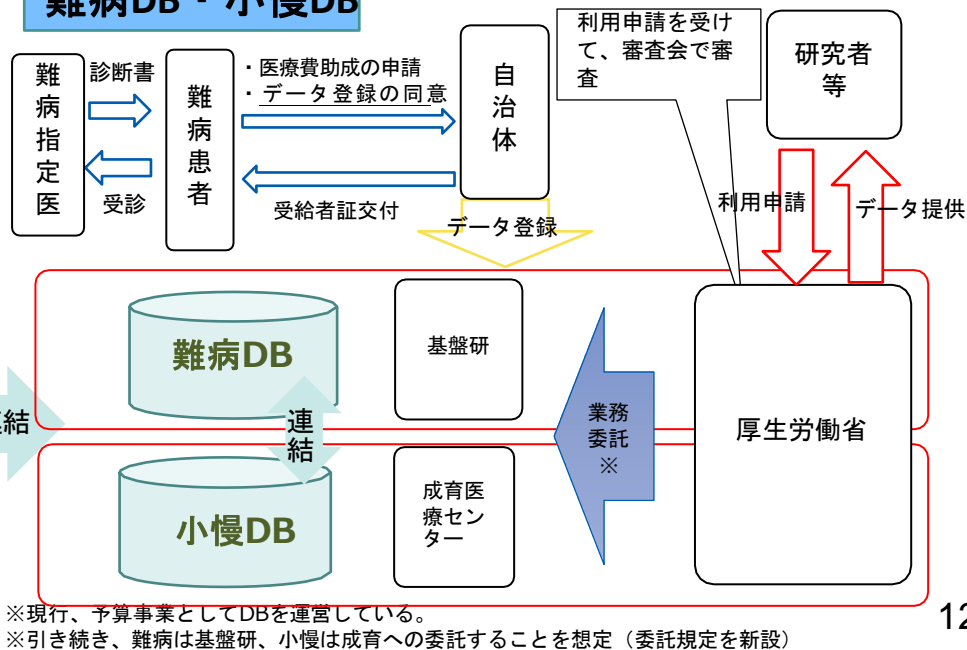 難病DB・小慢DB
難病指定医
診断書
受診
難病患者
・医療費助成の申請
・データ登録の同意
受給者証交付
自治体
データ登録
利用申請を受け
て、審査会で審
査
研究者
等
利用申請
データ提供
難病DB
基盤研
連結
連結
小慢DB
成育医
療セン
ター
業務
委託
※
厚生労働省
※現行、予算事業としてDBを運営している。
※引き続き、難病は基盤研、小慢は成育への委託することを想定（委託規定を新設）
12